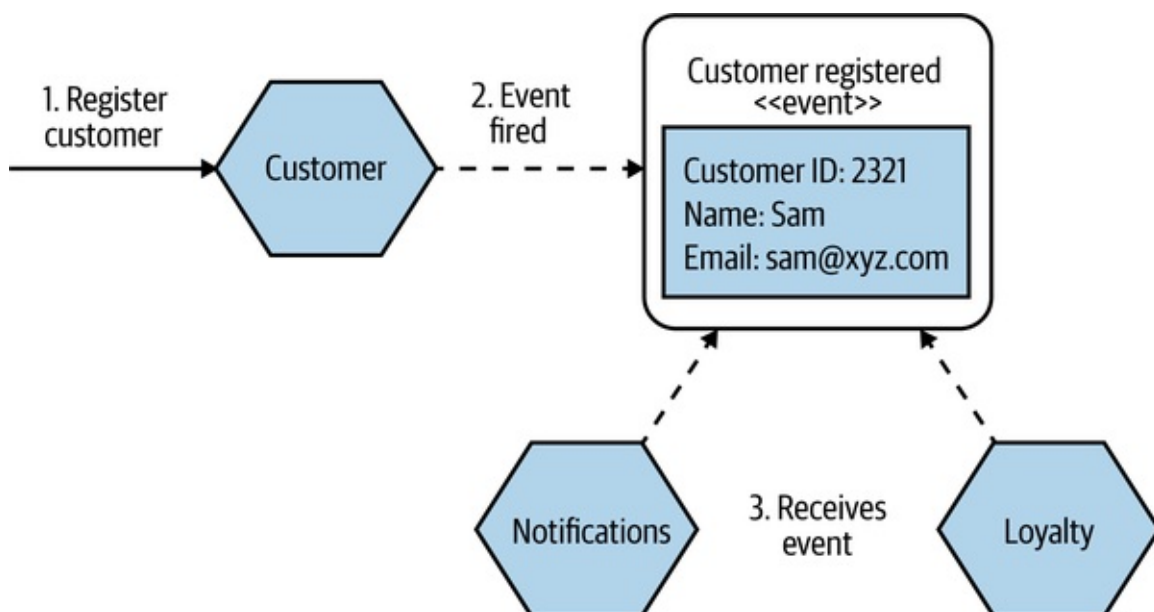 1. Register
customer
Customer
2. Event
fired
Customer registered
<<event>>
Customer ID: 2321
Name: Sam
Email: sam@xyz.com
Notifications
3. Receives
event
Loyalty